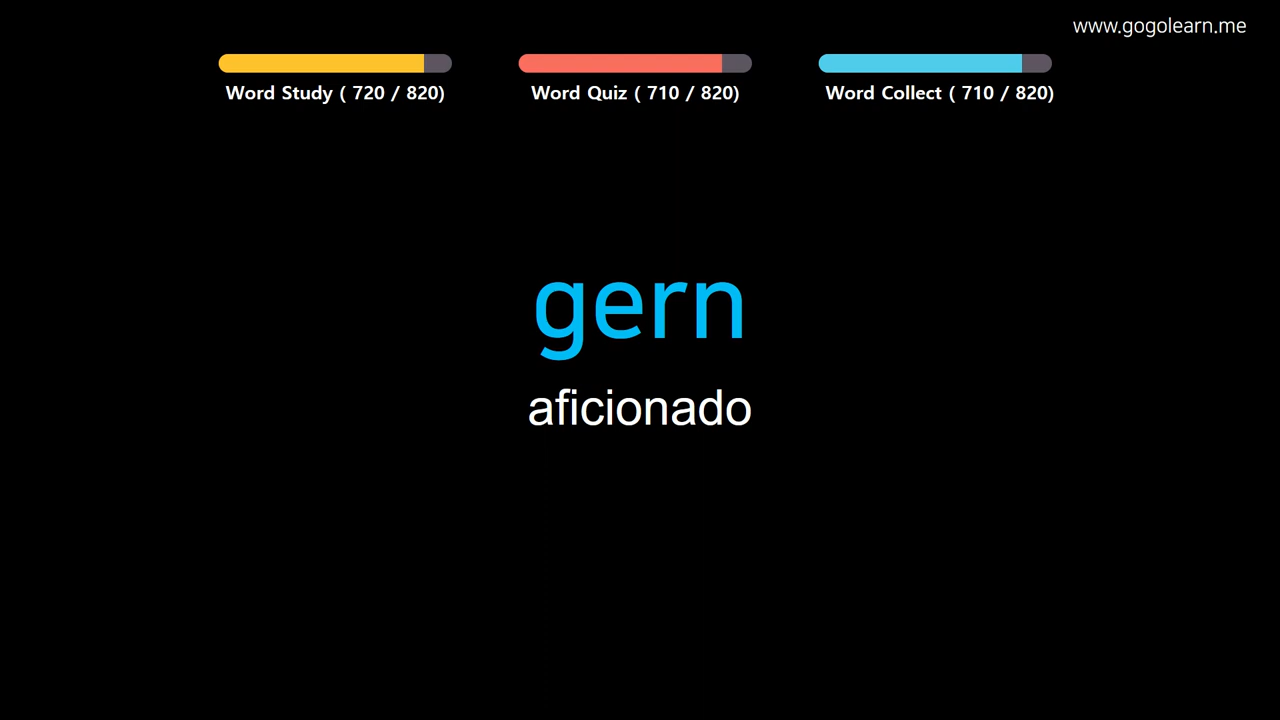 www.gogolearn.me
Word Study ( 720 / 820)
Word Quiz ( 710 / 820)
Word Collect ( 710 / 820)
gern
aficionado